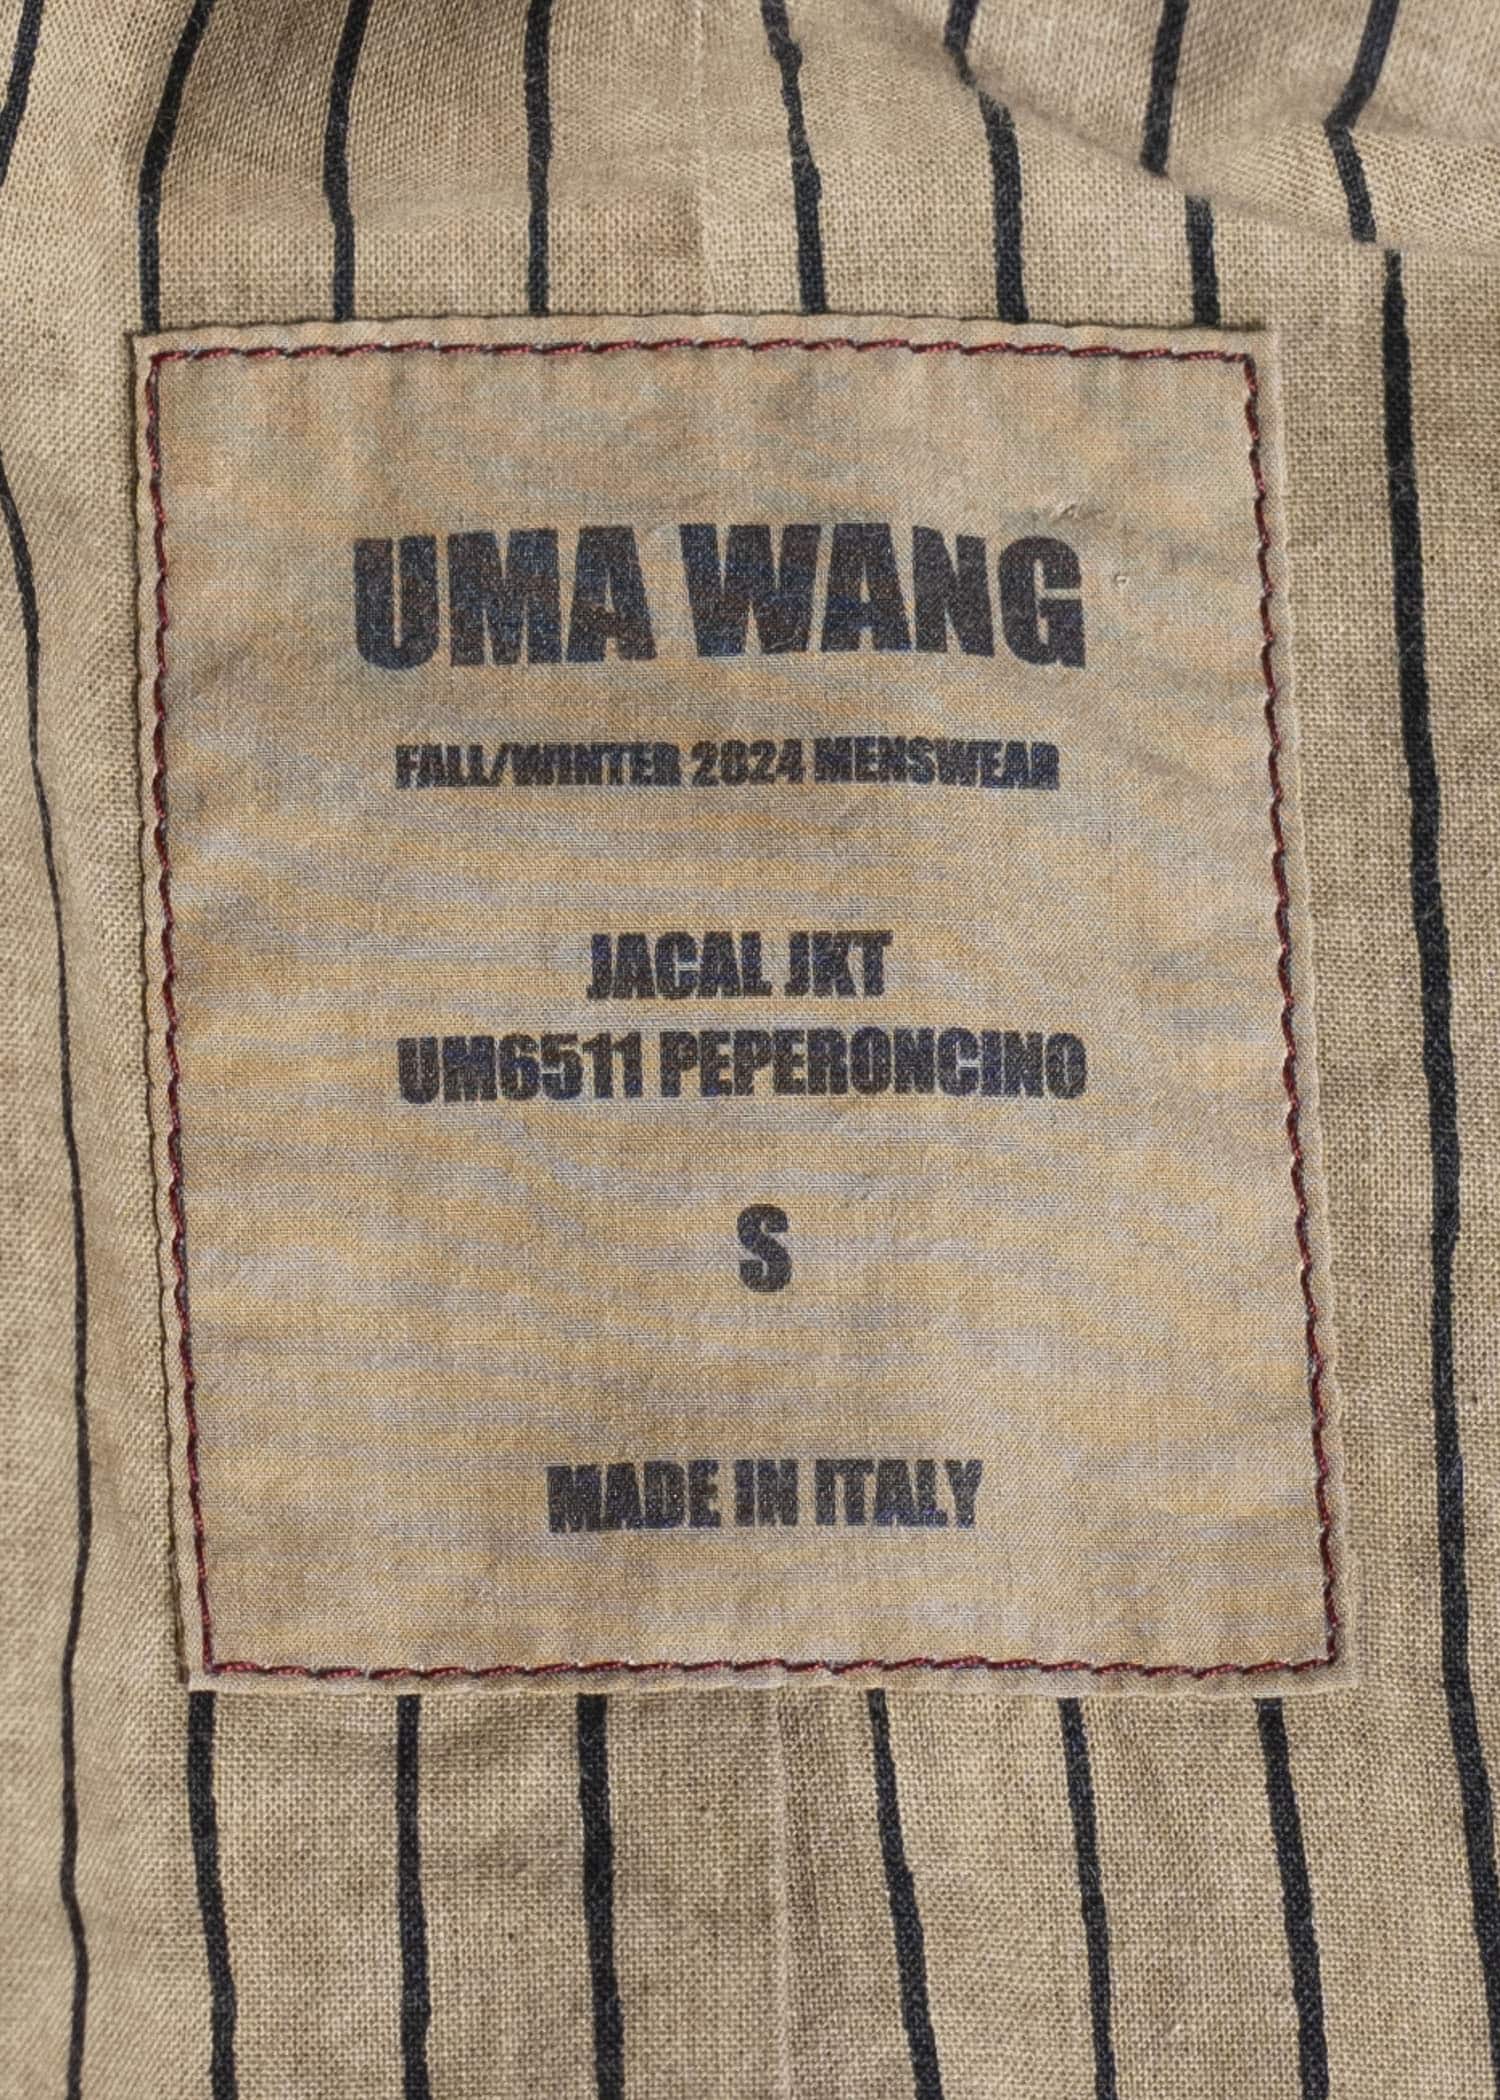 UMA WANG
FALL/WINTER 2024 MENSWEAR
JACAL JKT
UM6511 PEPERONCINO
S
MADE IN ITALY